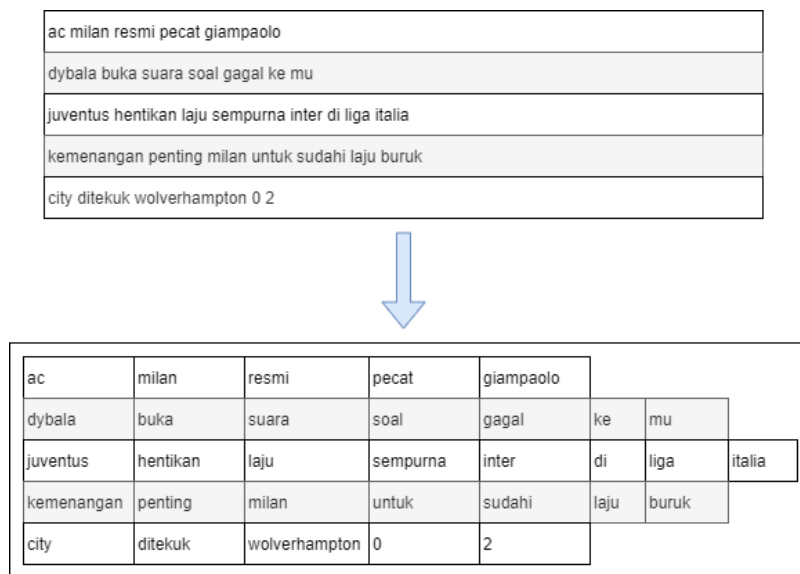 ac milan resmi pecat giampaolo
dybala buka suara soal gagal ke mu
juventus hentikan laju sempurna inter di liga italia
kemenangan penting milan untuk sudahi laju buruk
city ditekuk wolverhampton 0 2
ac milan resmi pecat giampaolo
dybala buka suara soal gagal ke mu
juventus hentikan laju sempurna inter di liga italia
kemenangan penting milan untuk sudahi laju buruk
city ditekuk wolverhampton 0 2